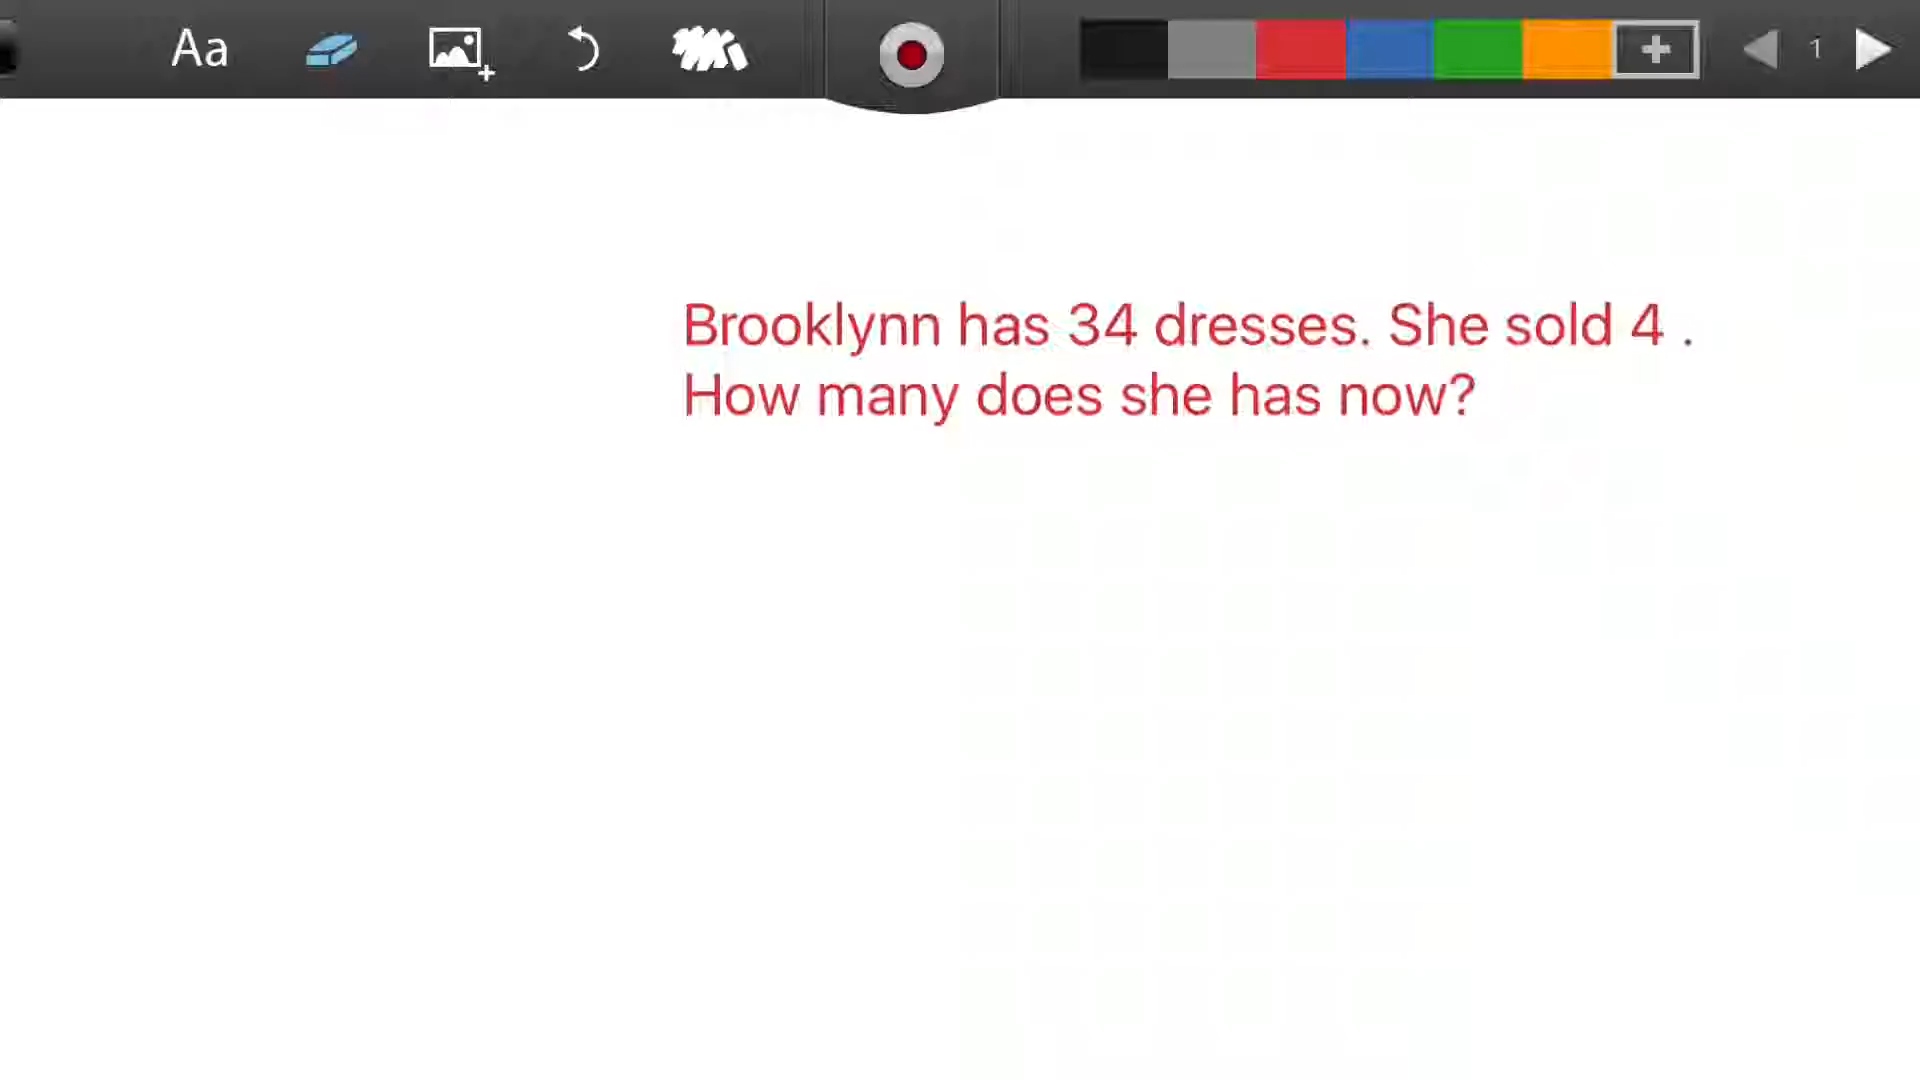 Aa
1
Brooklynn has 34 dresses. She sold 4 .
How many does she has now?